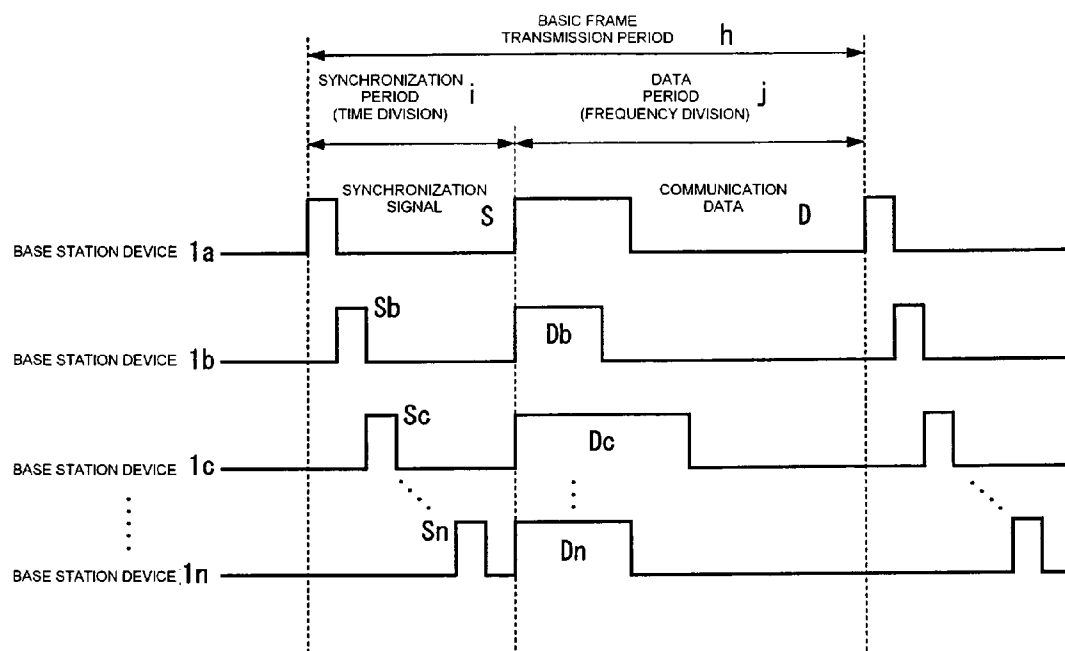 BASIC FRAME
TRANSMISSION PERIOD h
SYNCHRONIZATION
PERIOD
(TIME DIVISION) i
DATA
PERIOD
(FREQUENCY DIVISION) j
SYNCHRONIZATION
SIGNAL S
COMMUNICATION
DATA D
BASE STATION DEVICE 1a
Sb
Db
BASE STATION DEVICE 1b
Sc
Dc
BASE STATION DEVICE 1c
Sn
Dn
BASE STATION DEVICE 1n